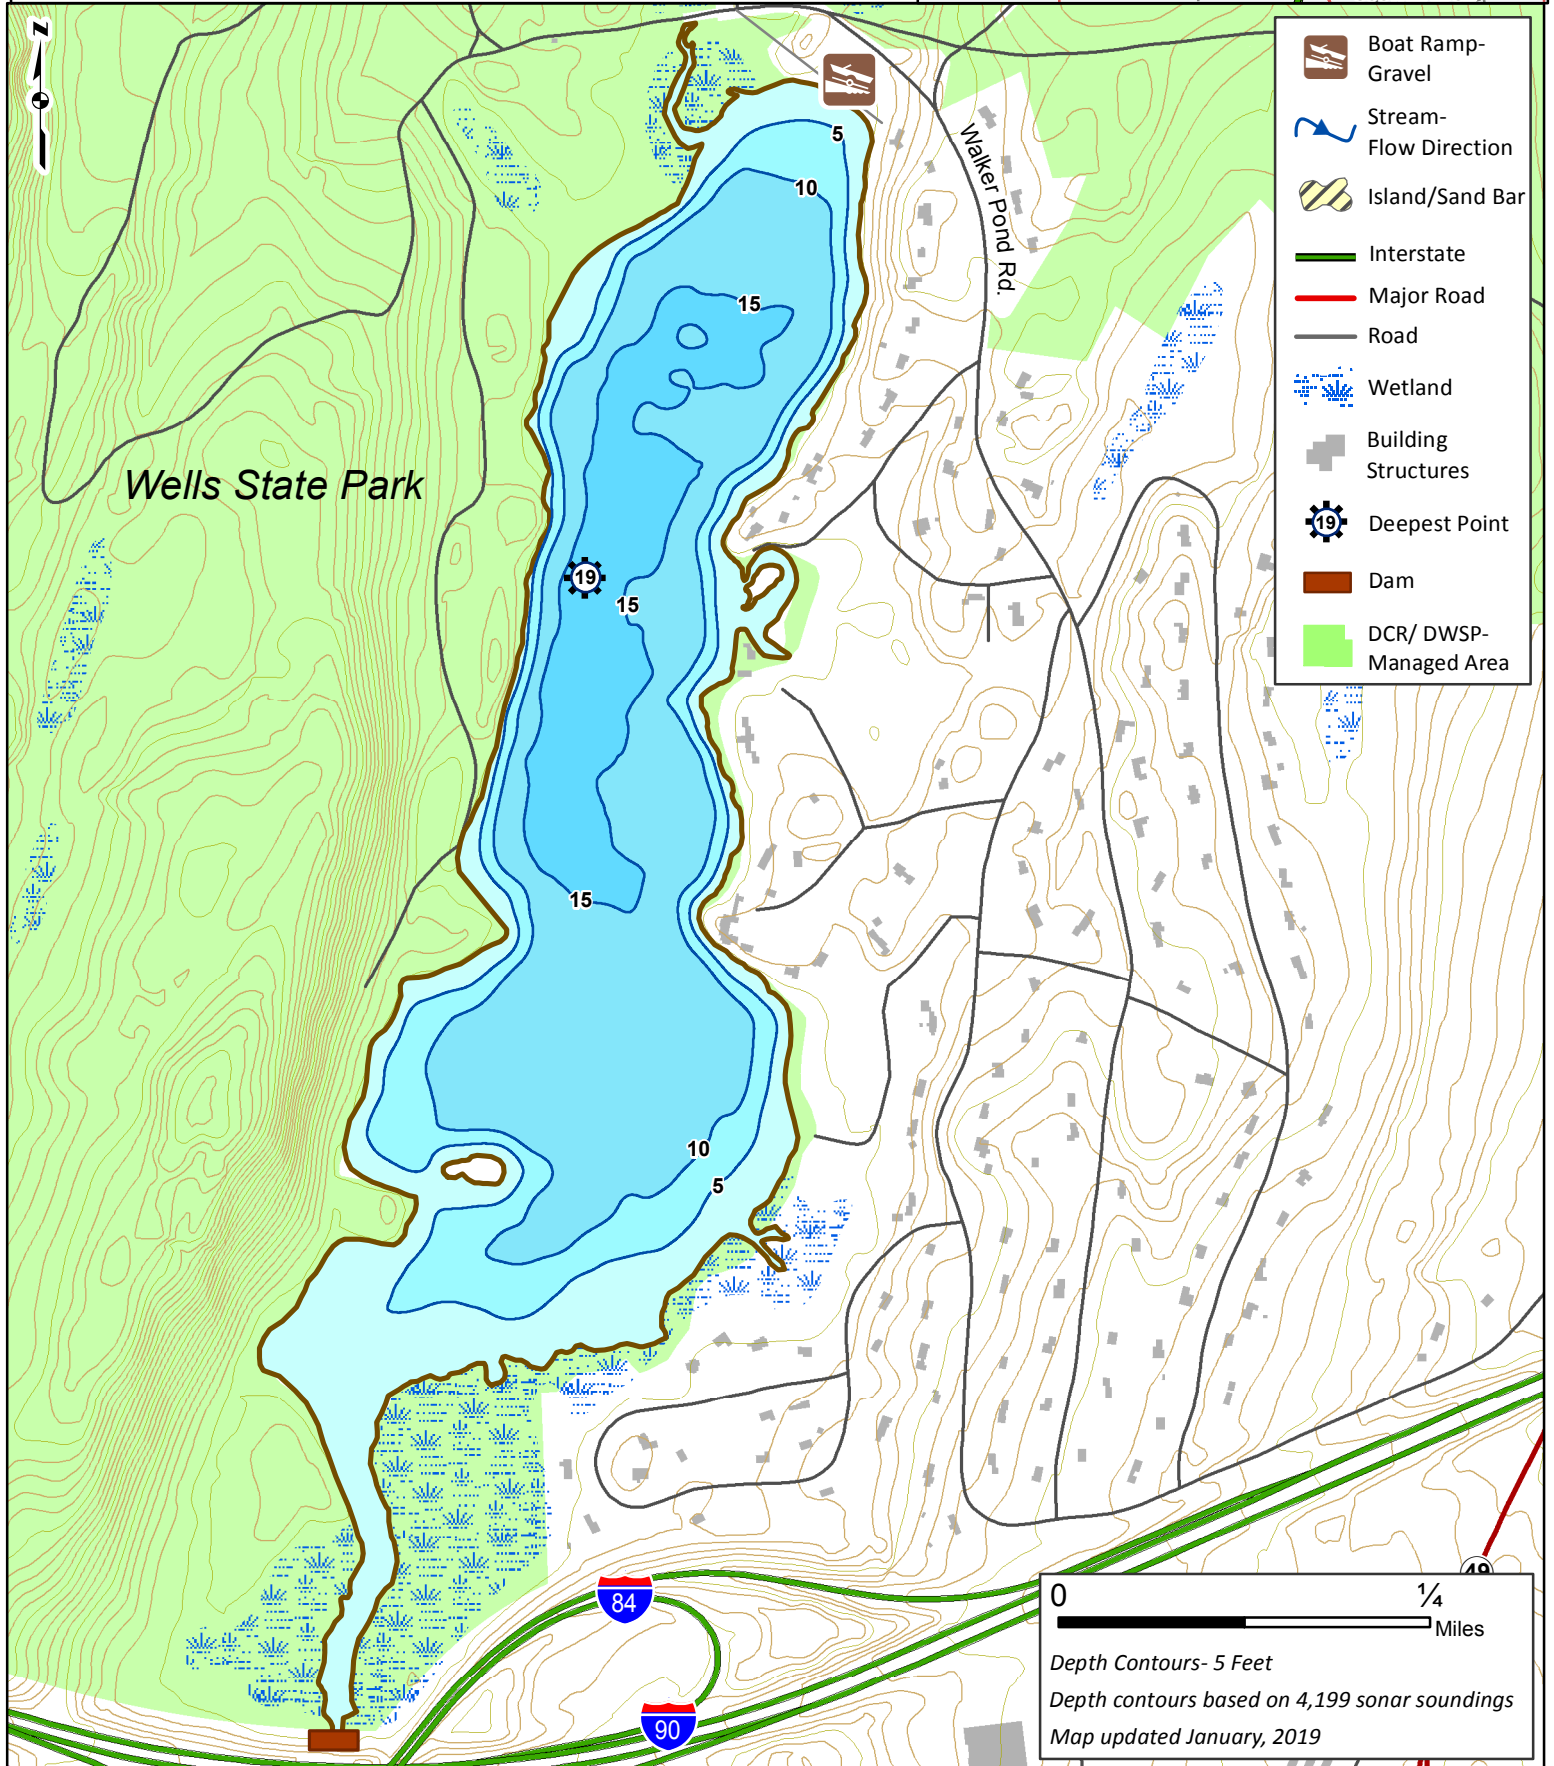 N
Boat Ramp-
Gravel
Stream-
Flow Direction
Island/Sand Bar
Interstate
Major Road
Road
Wetland
Building
Structures
19
Deepest Point
Dam
DCR/ DWSP-
Managed Area
5
10
Walker Pond Rd.
15
Wells State Park
19
15
15
10
5
49
84
90
0
¼
Miles
Depth Contours- 5 Feet
Depth contours based on 4,199 sonar soundings
Map updated January, 2019